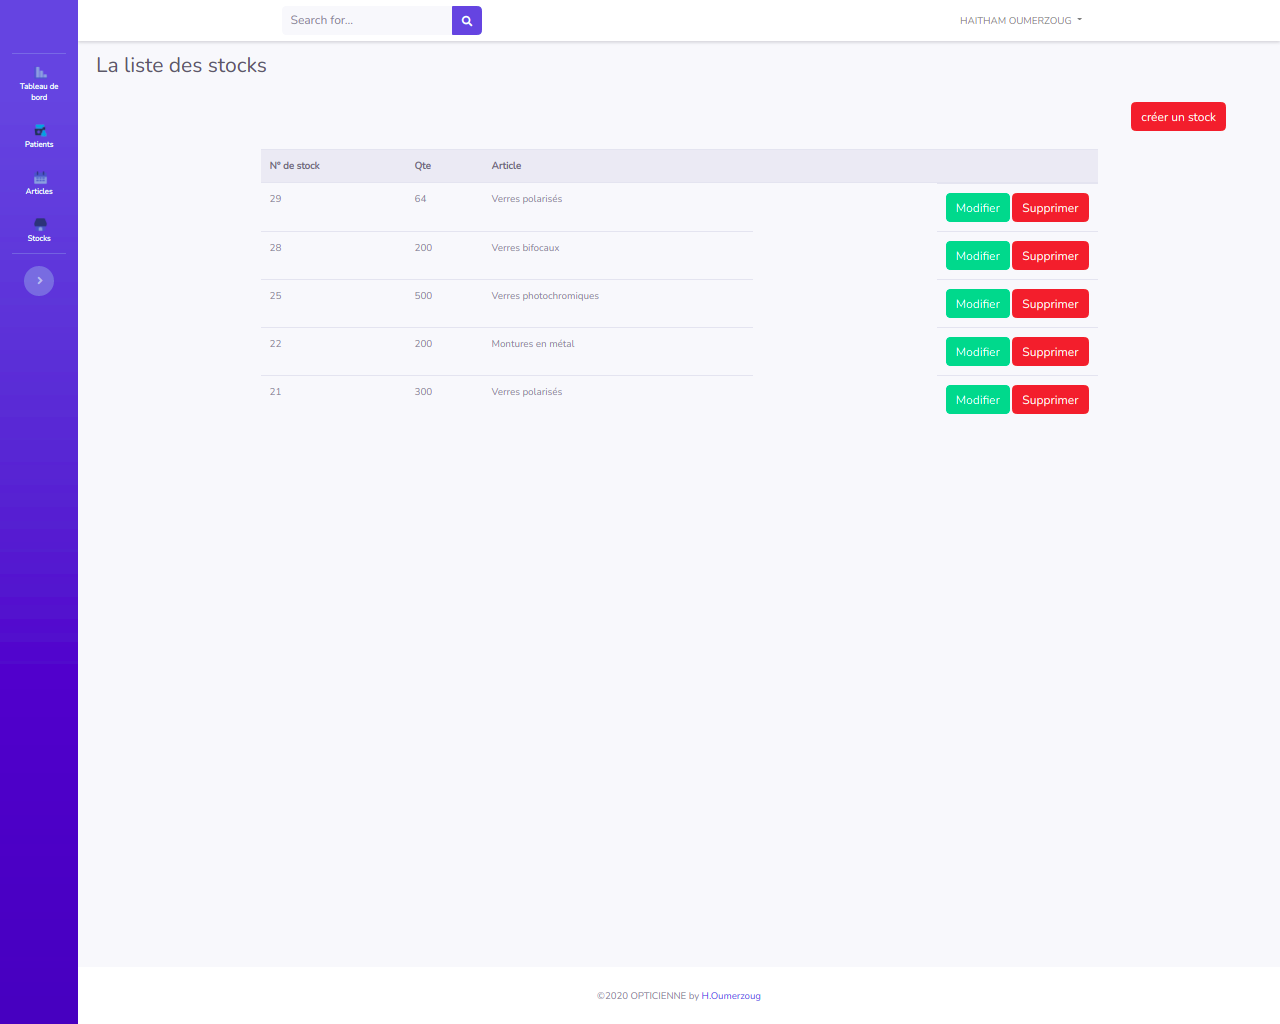 Search for...
HAITHAM OUMERZOUG
Tableau de
bord
Patients
Articles
Stocks
La liste des stocks
créer un stock
N° de stock Qte Article
29 64 Verres polarisés Modifier Supprimer
28 200 Verres bifocaux Modifier Supprimer
25 500 Verres photochromiques Modifier Supprimer
22 200 Montures en métal Modifier Supprimer
21 300 Verres polarisés Modifier Supprimer
©2020 OPTICIENNE by H.Oumerzoug